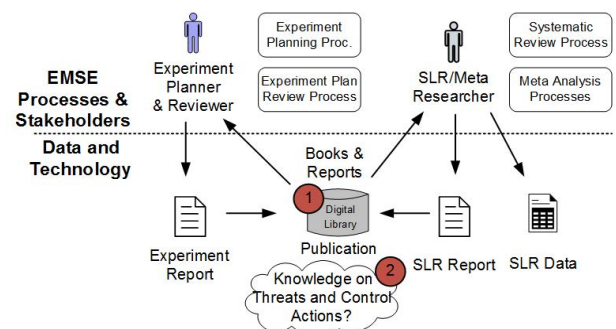 Experiment
Planning Proc.
Systematic
Review Process
Experiment
Planner
& Reviewer
Experiment Plan
Review Process
SLR/Meta
Researcher
Meta Analysis
Processes
EMSE
Processes &
Stakeholders
Data and
Technology
Books &
Reports
1
Digital
Library
Publication
Experiment
Report
SLR Report
SLR Data
2
Knowledge on
Threats and Control
Actions?